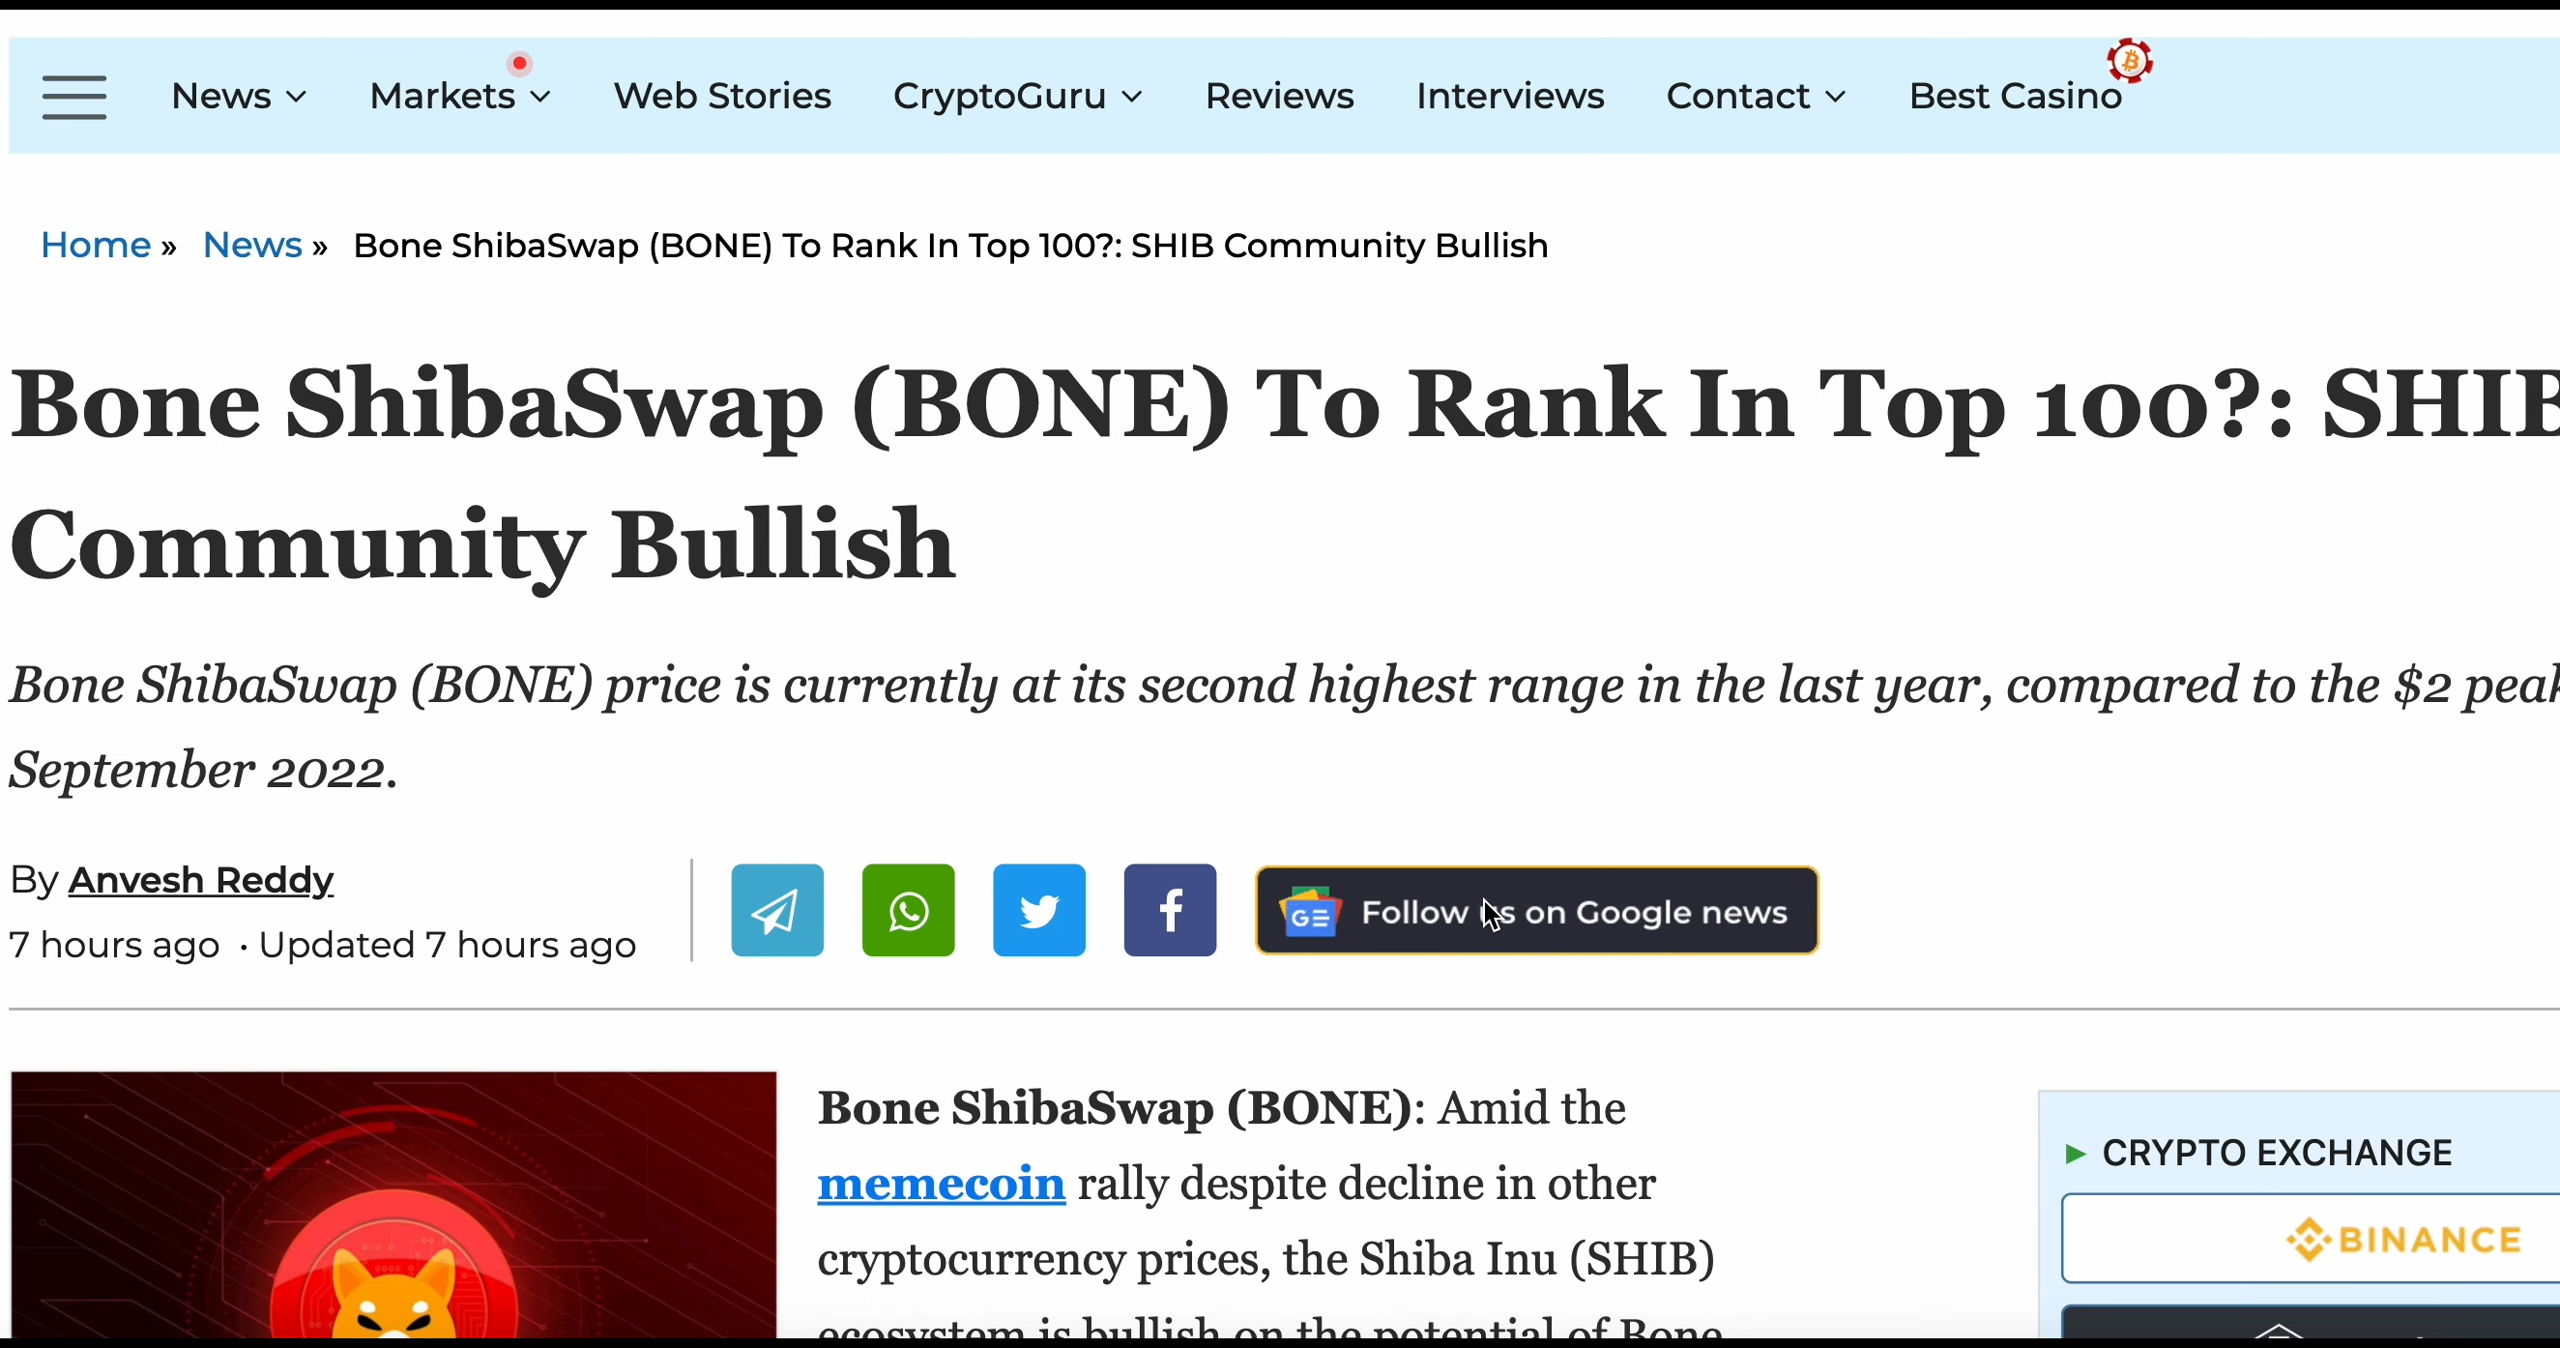 News Markets Web Stories CryptoGuru Reviews Interviews Contact Best Casino
Home » News » Bone ShibaSwap (BONE) To Rank In Top 100?: SHIB Community Bullish
Bone ShibaSwap (BONE) To Rank In Top 100?: SHIB
Community Bullish
Bone ShibaSwap (BONE) price is currently at its second highest range in the last year, compared to the $2 peak
September 2022.
By Anvesh Reddy
7 hours ago · Updated 7 hours ago
GE Follow us on Google news
Bone ShibaSwap (BONE): Amid the
memecoin rally despite decline in other
cryptocurrency prices, the Shiba Inu (SHIB)
ecosystem is bullish on the potential of Bone
CRYPTO EXCHANGE
BINANCE